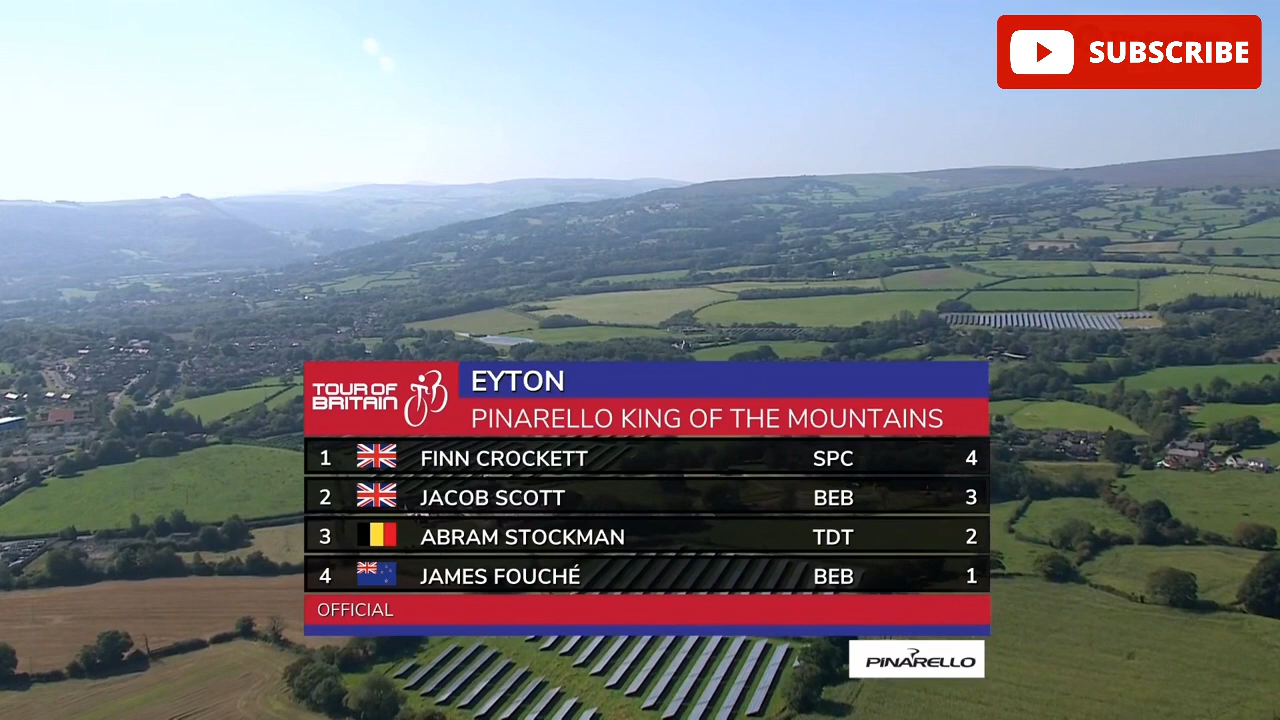 SUBSCRIBE
TOUR OF
BRITAIN
EYTON
PINARELLO KING OF THE MOUNTAINS
1 FINN CROCKETT SPC 4
2 JACOB SCOTT BEB 3
3 ABRAM STOCKMAN TDT 2
4 JAMES FOUCHÉ BEB 1
OFFICIAL
PINARELLO